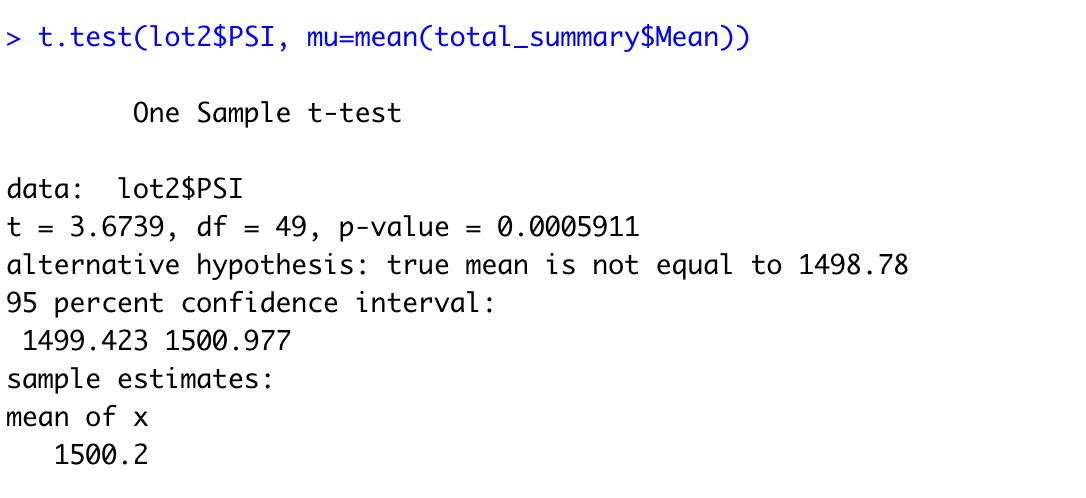 > t.test(lot2$PSI, mu=mean(total_summary$Mean))
One Sample t-test
data:  lot2$PSI
t = 3.6739, df = 49, p-value = 0.0005911
alternative hypothesis: true mean is not equal to 1498.78
95 percent confidence interval:
1499.423 1500.977
sample estimates:
mean of x
1500.2